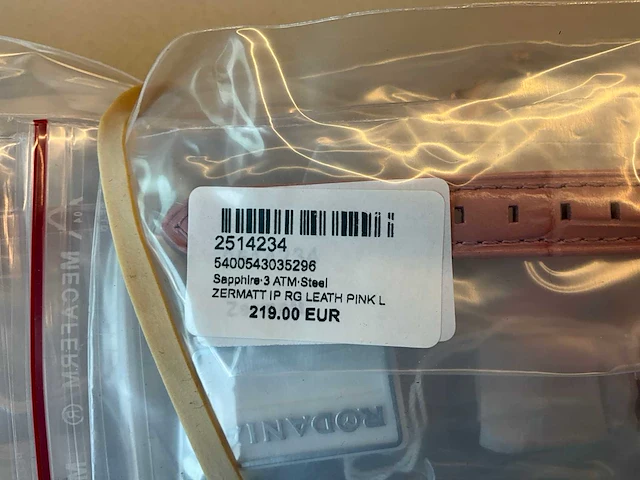 2514234
5400543035296
Sapphire·3 ATM·Steel
ZERMATT IP RG LEATH PINK L
219.00 EUR
RODANIA
MECAFERM